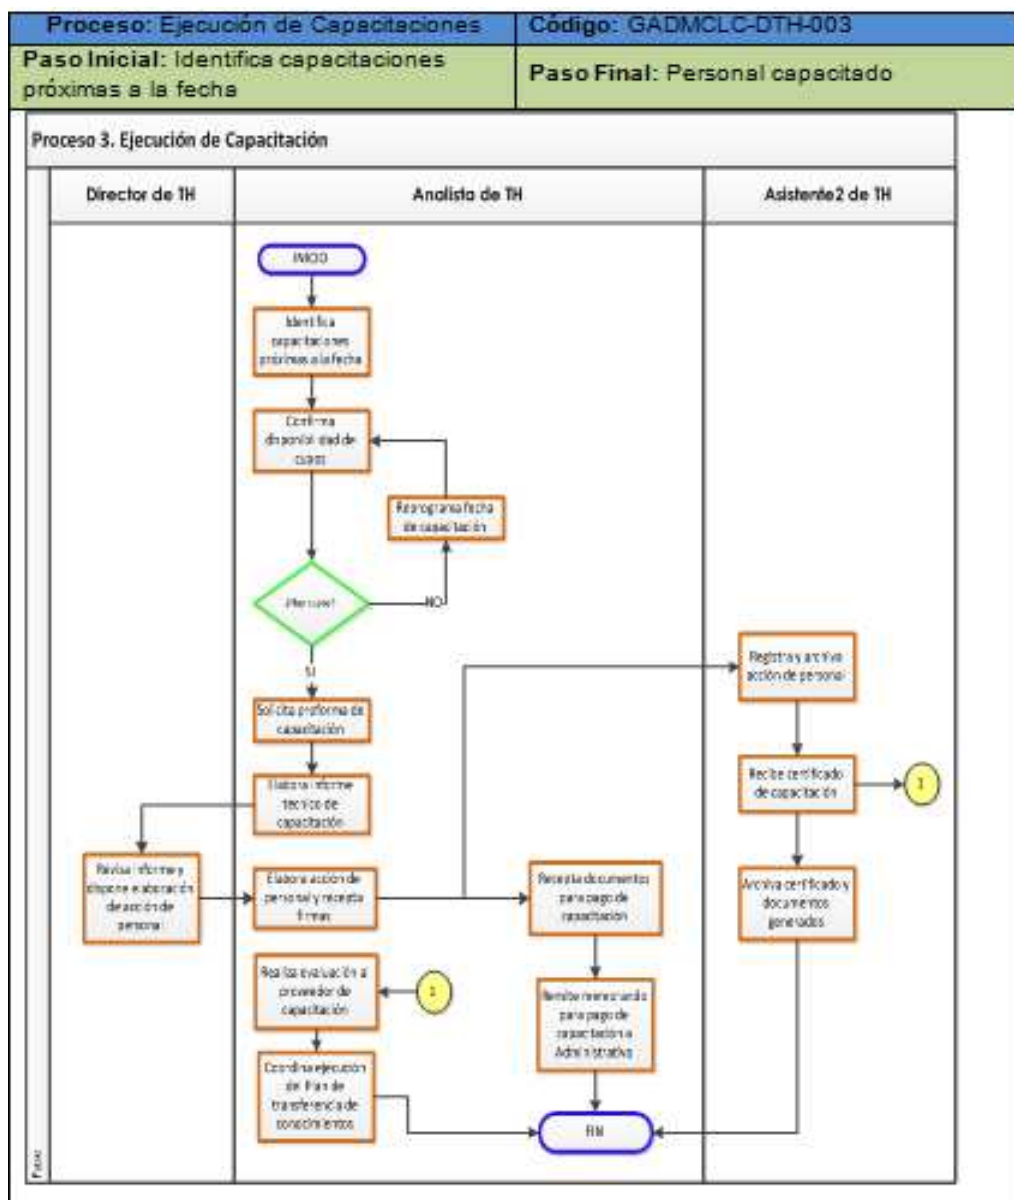 Proceso: Ejecución de Capacitaciones
Código: GADMCLC-DTH-003
Paso Inicial: Identifica capacitaciones
próximas a la fecha
Paso Final: Personal capacitado
Proceso 3. Ejecución de Capacitación
Director de TH
Analista de TH
Asistente2 de TH
INICIO
Identifica
capacitaciones
próximas a la fecha
Confirma
disponibilidad de
cupos
Reprograma fecha
de capacitación
¿Hay cupo?
NO
SI
Registra y archiva
acción de personal
Solicita proforma de
capacitación
Recibe certificado
de capacitación
1
Elabora informe
técnico de
capacitación
Revisa informe y
dispone elaboración
de acción de
personal
Elabora acción de
personal y recepta
firmas
Recepta documentos
para pago de
capacitación
Archiva certificado y
documentos
generados
Realiza evaluación a
proveedor de
capacitación
1
Remite memorando
para pago de
capacitación a
Administrativo
Coordina ejecución
del Plan de
transferencia de
conocimientos
FIN